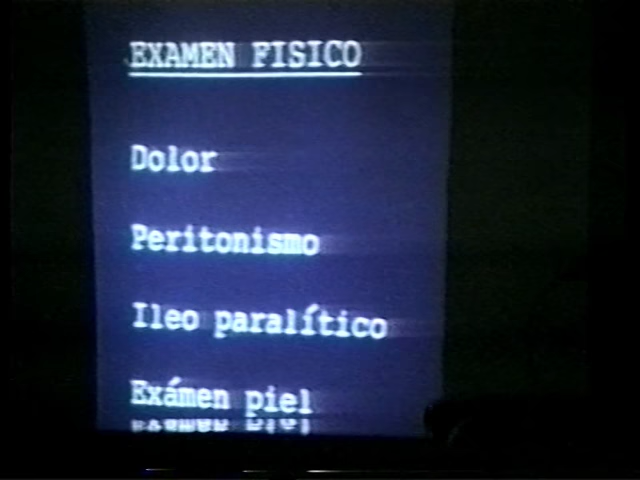 EXAMEN FISICO
Dolor
Peritonismo
Ileo paralítico
Exámen piel